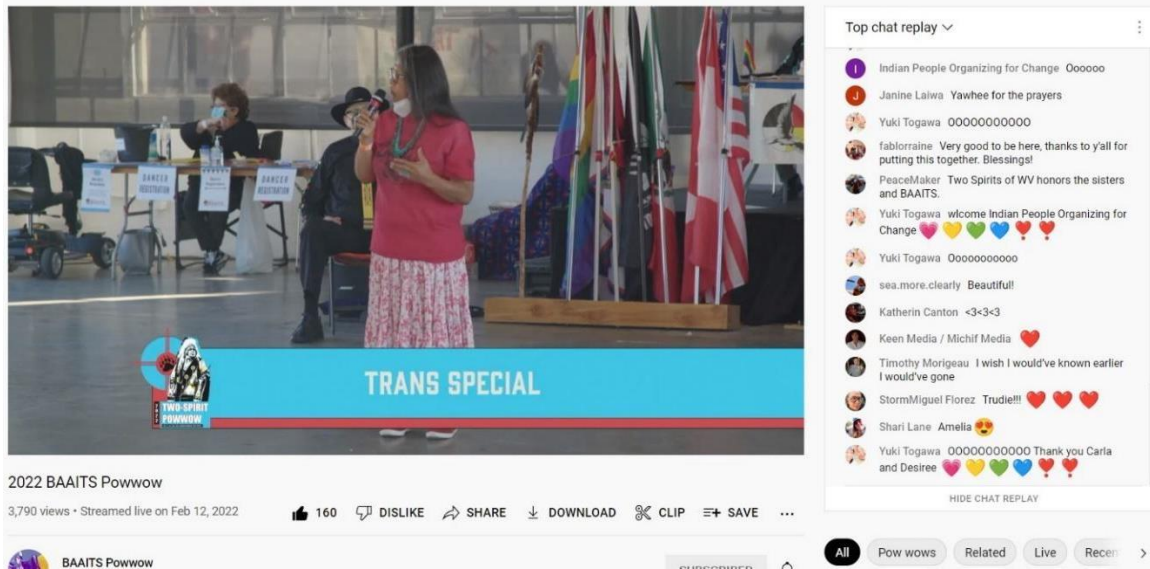 DANCER
REGISTRATION
DANCER
REGISTRATION
TRANS SPECIAL
TWO-SPIRIT
POWWOW
2022 BAAITS Powwow
3,790 views • Streamed live on Feb 12, 2022
160
DISLIKE
SHARE
DOWNLOAD
CLIP
SAVE
...
BAAITS Powwow
SUBSCRIBED
Top chat replay
I
Indian People Organizing for Change Oooooo
J
Janine Laiwa Yawhee for the prayers
Yuki Togawa OOOOOOOOOOO
fablorraine Very good to be here, thanks to y'all for
putting this together. Blessings!
PeaceMaker Two Spirits of WV honors the sisters
and BAAITS.
Yuki Togawa wlcome Indian People Organizing for
Change 💗 💛 💚 💙 ❣️ ❣️
Yuki Togawa Oooooooooo
sea.more.clearly Beautiful!
Katherin Canton <3<3<3
Keen Media / Michif Media ❤️
Timothy Morigeau I wish I would've known earlier
I would've gone
StormMiguel Florez Trudie!!! ❤️ ❤️ ❤️
Shari Lane Amelia 😍
Yuki Togawa OOOOOOOOOOO Thank you Carla
and Desiree 💗 💛 💚 💙 ❣️ ❣️
HIDE CHAT REPLAY
All
Pow wows
Related
Live
Recen